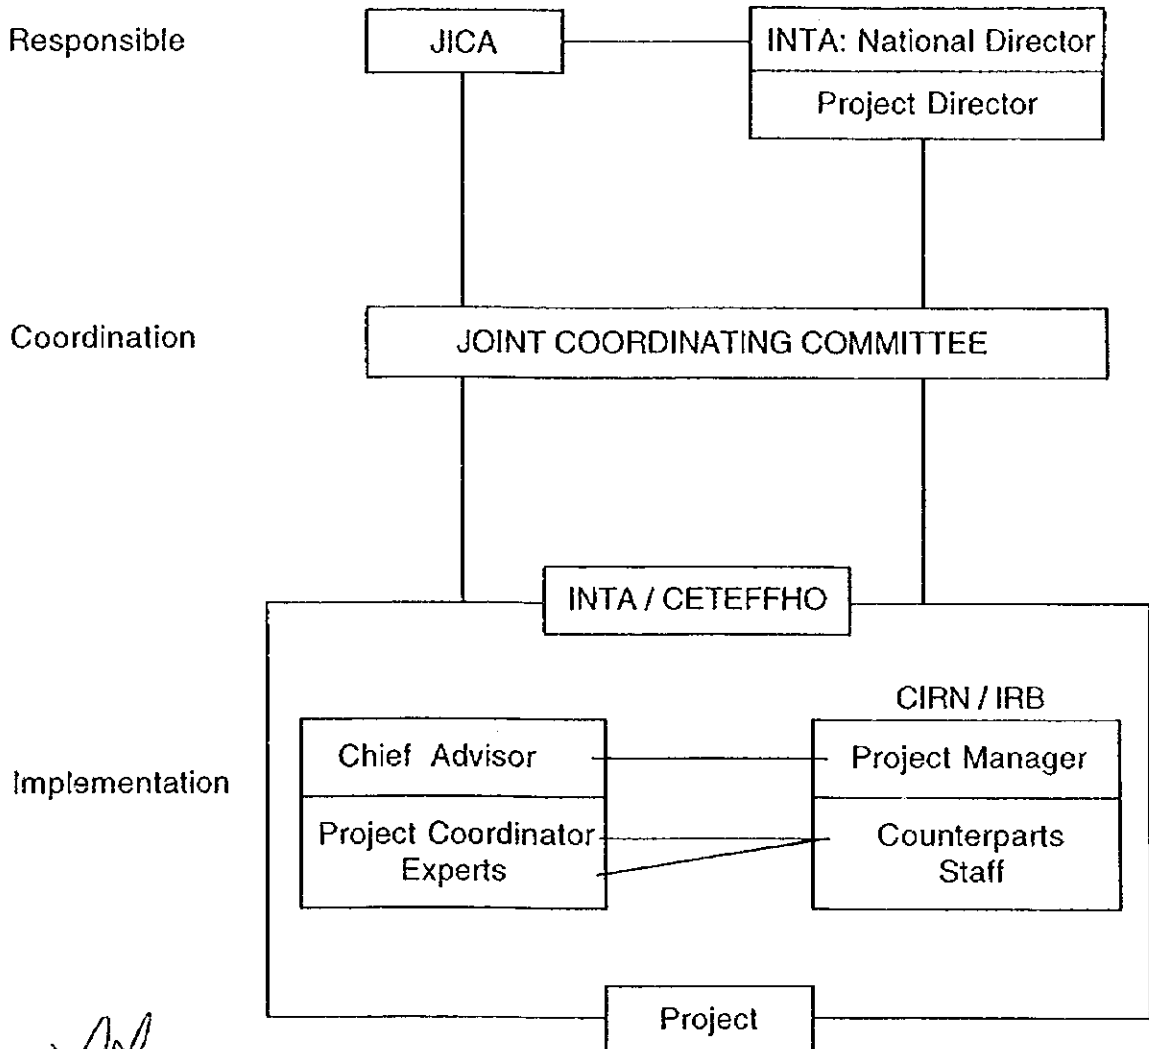 Responsible
JICA
INTA: National Director
Project Director
Coordination
JOINT COORDINATING COMMITTEE
INTA / CETEFFHO
CIRN / IRB
Implementation
Chief Advisor
Project Manager
Project Coordinator
Experts
Counterparts
Staff
Project